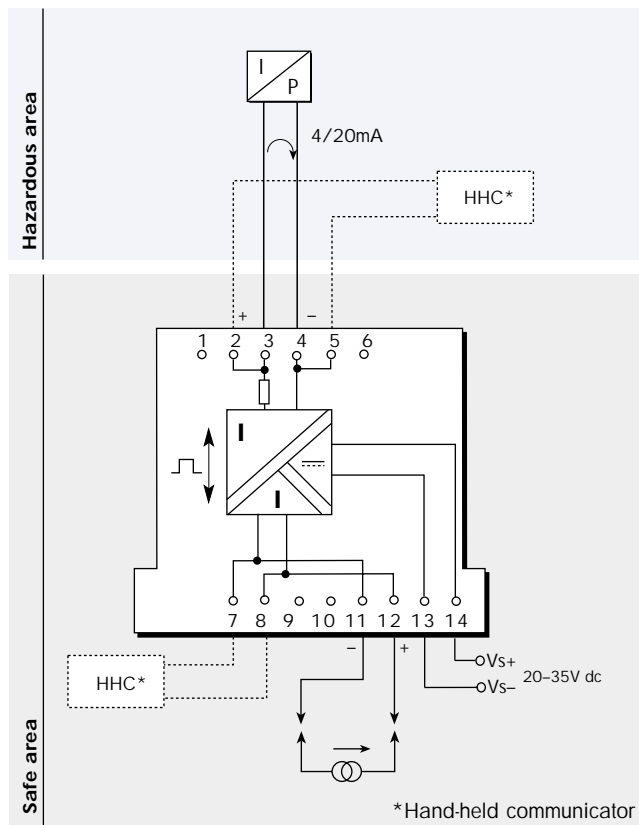 Hazardous area
I
P
4/20mA
HHC*
+ −
1 2 3 4 5 6
I
I
7 8 9 10 11 12 13 14
− +
HHC*
Vs+
Vs− 20–35V dc
Safe area
*Hand-held communicator